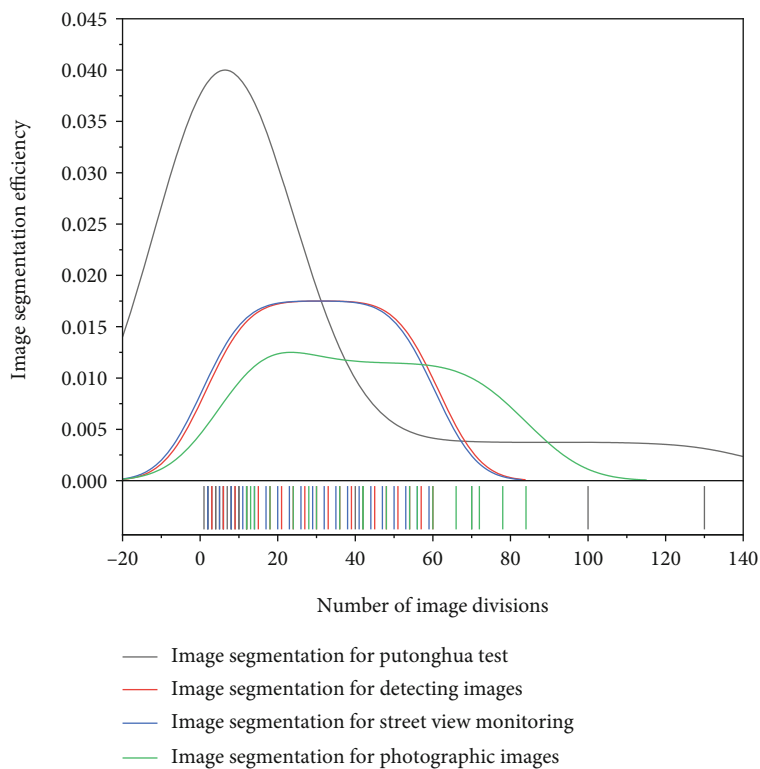 Image segmentation efficiency
0.045
0.040
0.035
0.030
0.025
0.020
0.015
0.010
0.005
0.000
−20 0 20 40 60 80 100 120 140
Number of image divisions
Image segmentation for putonghua test
Image segmentation for detecting images
Image segmentation for street view monitoring
Image segmentation for photographic images